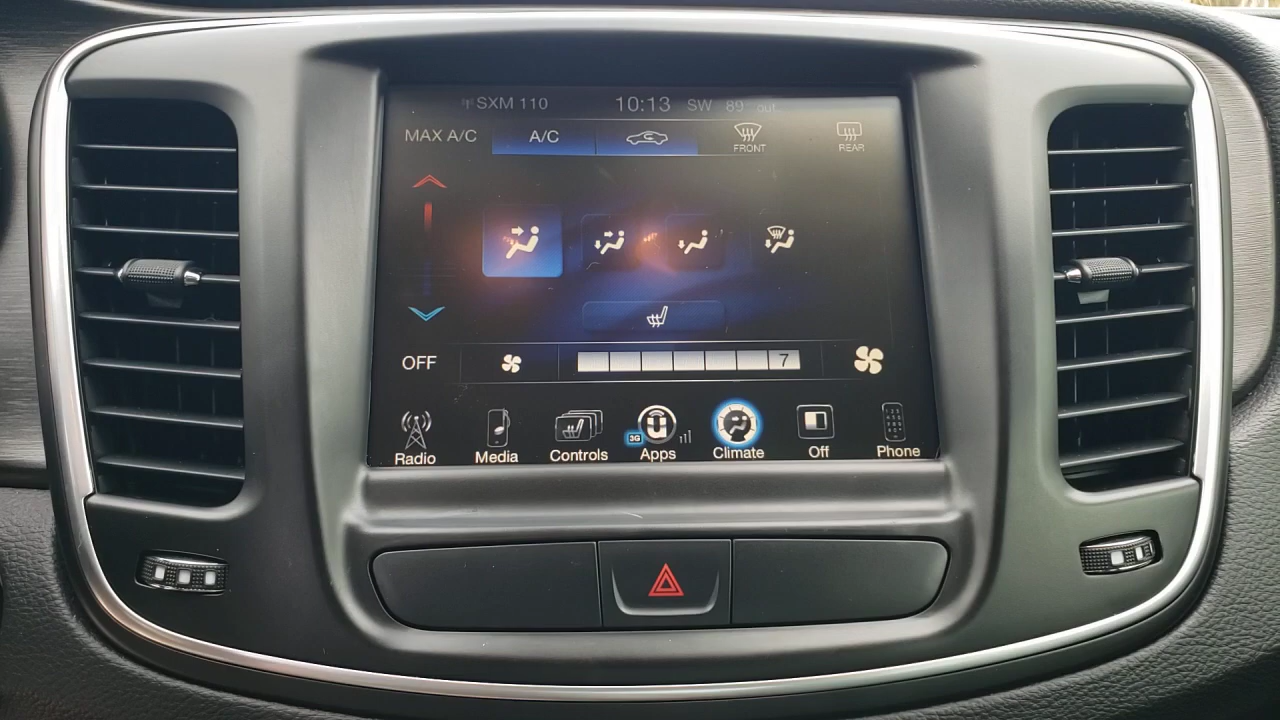 SXM 110 10:13 SW 89 out
MAX A/C A/C FRONT REAR
OFF 7
3G
Radio Media Controls Apps Climate Off Phone